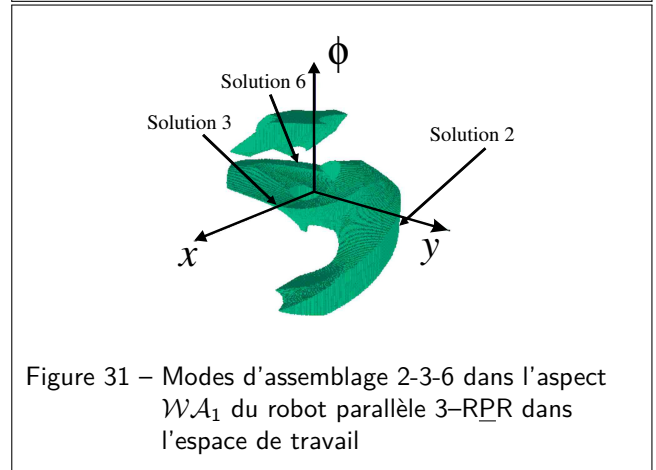 ϕ
Solution 6
Solution 3
Solution 2
x
y
Figure 31 – Modes d'assemblage 2-3-6 dans l'aspect
𝒲𝒜₁ du robot parallèle 3–RPR dans
l'espace de travail